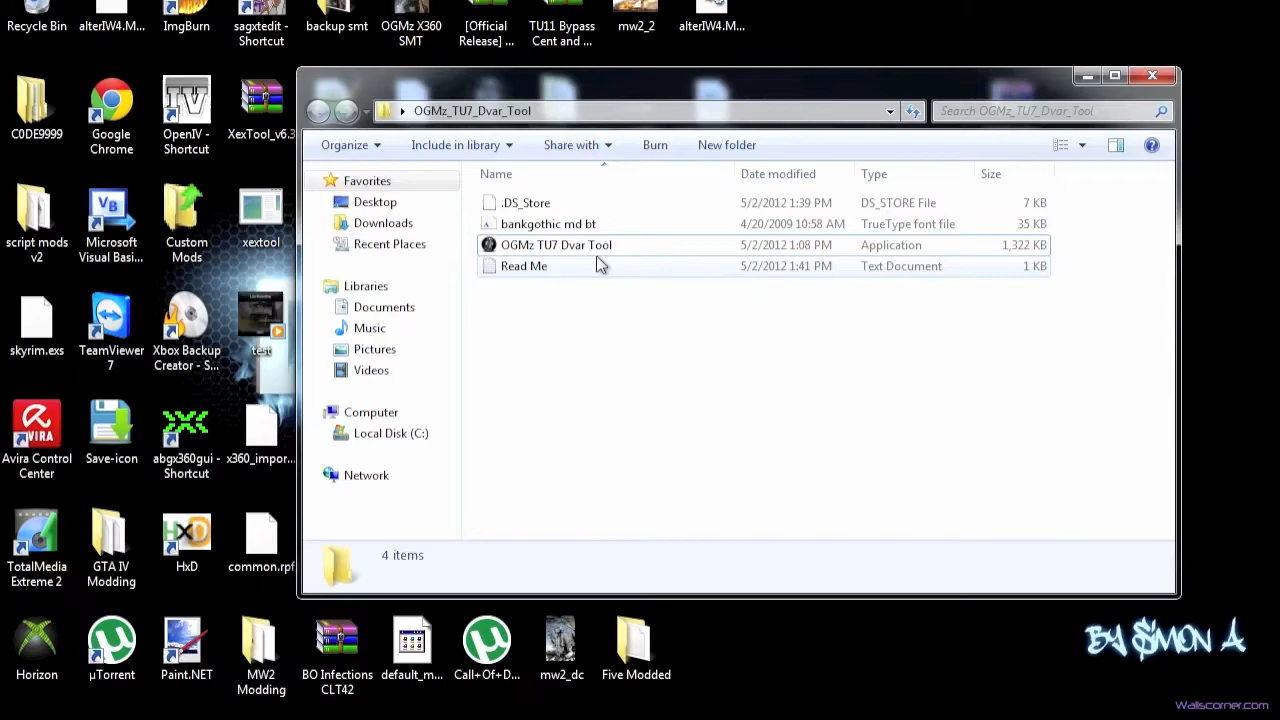 Recycle Bin
alterIW4.M...
ImgBurn
sagxtedit -
Shortcut
backup smt
OGMz X360
SMT
[Official
Release] ...
TU11 Bypass
Cent and ...
mw2_2
alterIW4.M...
C0DE9999
Google
Chrome
OpenIV -
Shortcut
XexTool_v6.3
script mods
v2
Microsoft
Visual Basi...
Custom
Mods
xextool
skyrim.exs
TeamViewer
7
Xbox Backup
Creator - S...
test
Avira Control
Center
Save-icon
abgx360gui -
Shortcut
x360_impor...
TotalMedia
Extreme 2
GTA IV
Modding
HxD
common.rpf
Horizon
µTorrent
Paint.NET
MW2
Modding
BO Infections
CLT42
default_m...
Call+Of+D...
mw2_dc
Five Modded
OGMz_TU7_Dvar_Tool
Search OGMz_TU7_Dvar_Tool
Organize Include in library Share with Burn New folder
Favorites
Desktop
Downloads
Recent Places
Libraries
Documents
Music
Pictures
Videos
Computer
Local Disk (C:)
Network
Name Date modified Type Size
.DS_Store 5/2/2012 1:39 PM DS_STORE File 7 KB
bankgothic md bt 4/20/2009 10:58 AM TrueType font file 35 KB
OGMz TU7 Dvar Tool 5/2/2012 1:08 PM Application 1,322 KB
Read Me 5/2/2012 1:41 PM Text Document 1 KB
4 items
BY $IMON A
Wallscorner.com